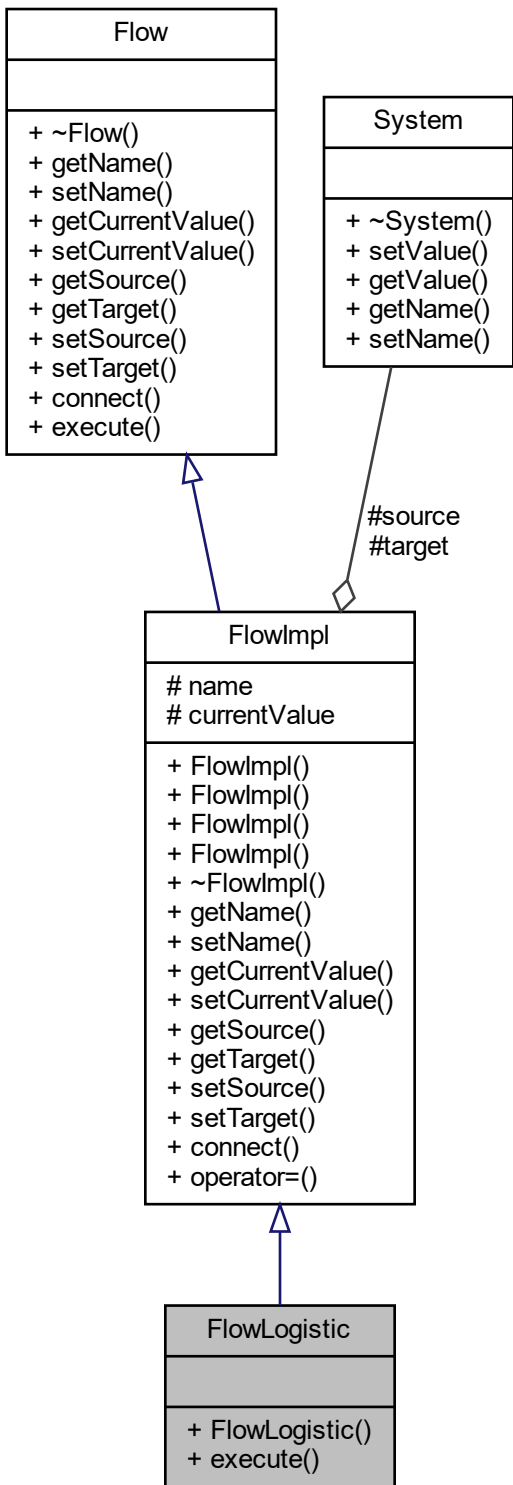 Flow
+ ~Flow()
+ getName()
+ setName()
+ getCurrentValue()
+ setCurrentValue()
+ getSource()
+ getTarget()
+ setSource()
+ setTarget()
+ connect()
+ execute()
System
+ ~System()
+ setValue()
+ getValue()
+ getName()
+ setName()
#source
#target
FlowImpl
# name
# currentValue
+ FlowImpl()
+ FlowImpl()
+ FlowImpl()
+ FlowImpl()
+ ~FlowImpl()
+ getName()
+ setName()
+ getCurrentValue()
+ setCurrentValue()
+ getSource()
+ getTarget()
+ setSource()
+ setTarget()
+ connect()
+ operator=()
FlowLogistic
+ FlowLogistic()
+ execute()